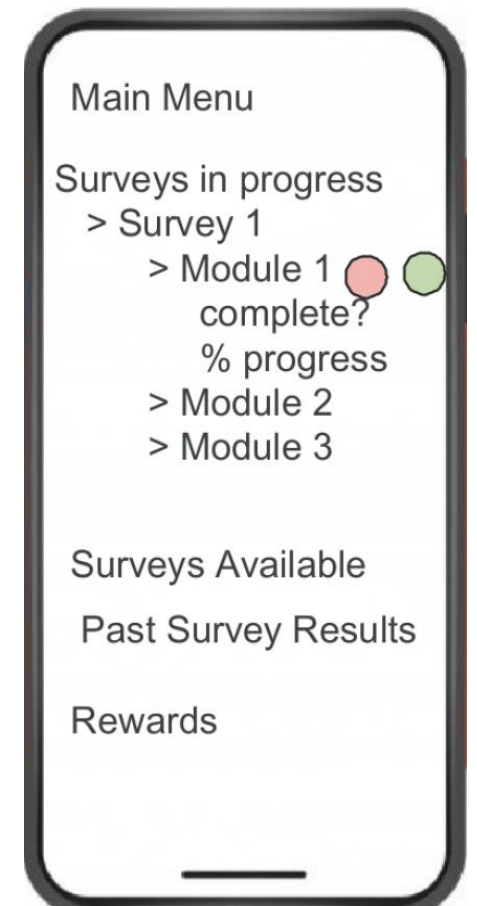 Main Menu
Surveys in progress
> Survey 1
> Module 1
complete?
% progress
> Module 2
> Module 3
Surveys Available
Past Survey Results
Rewards